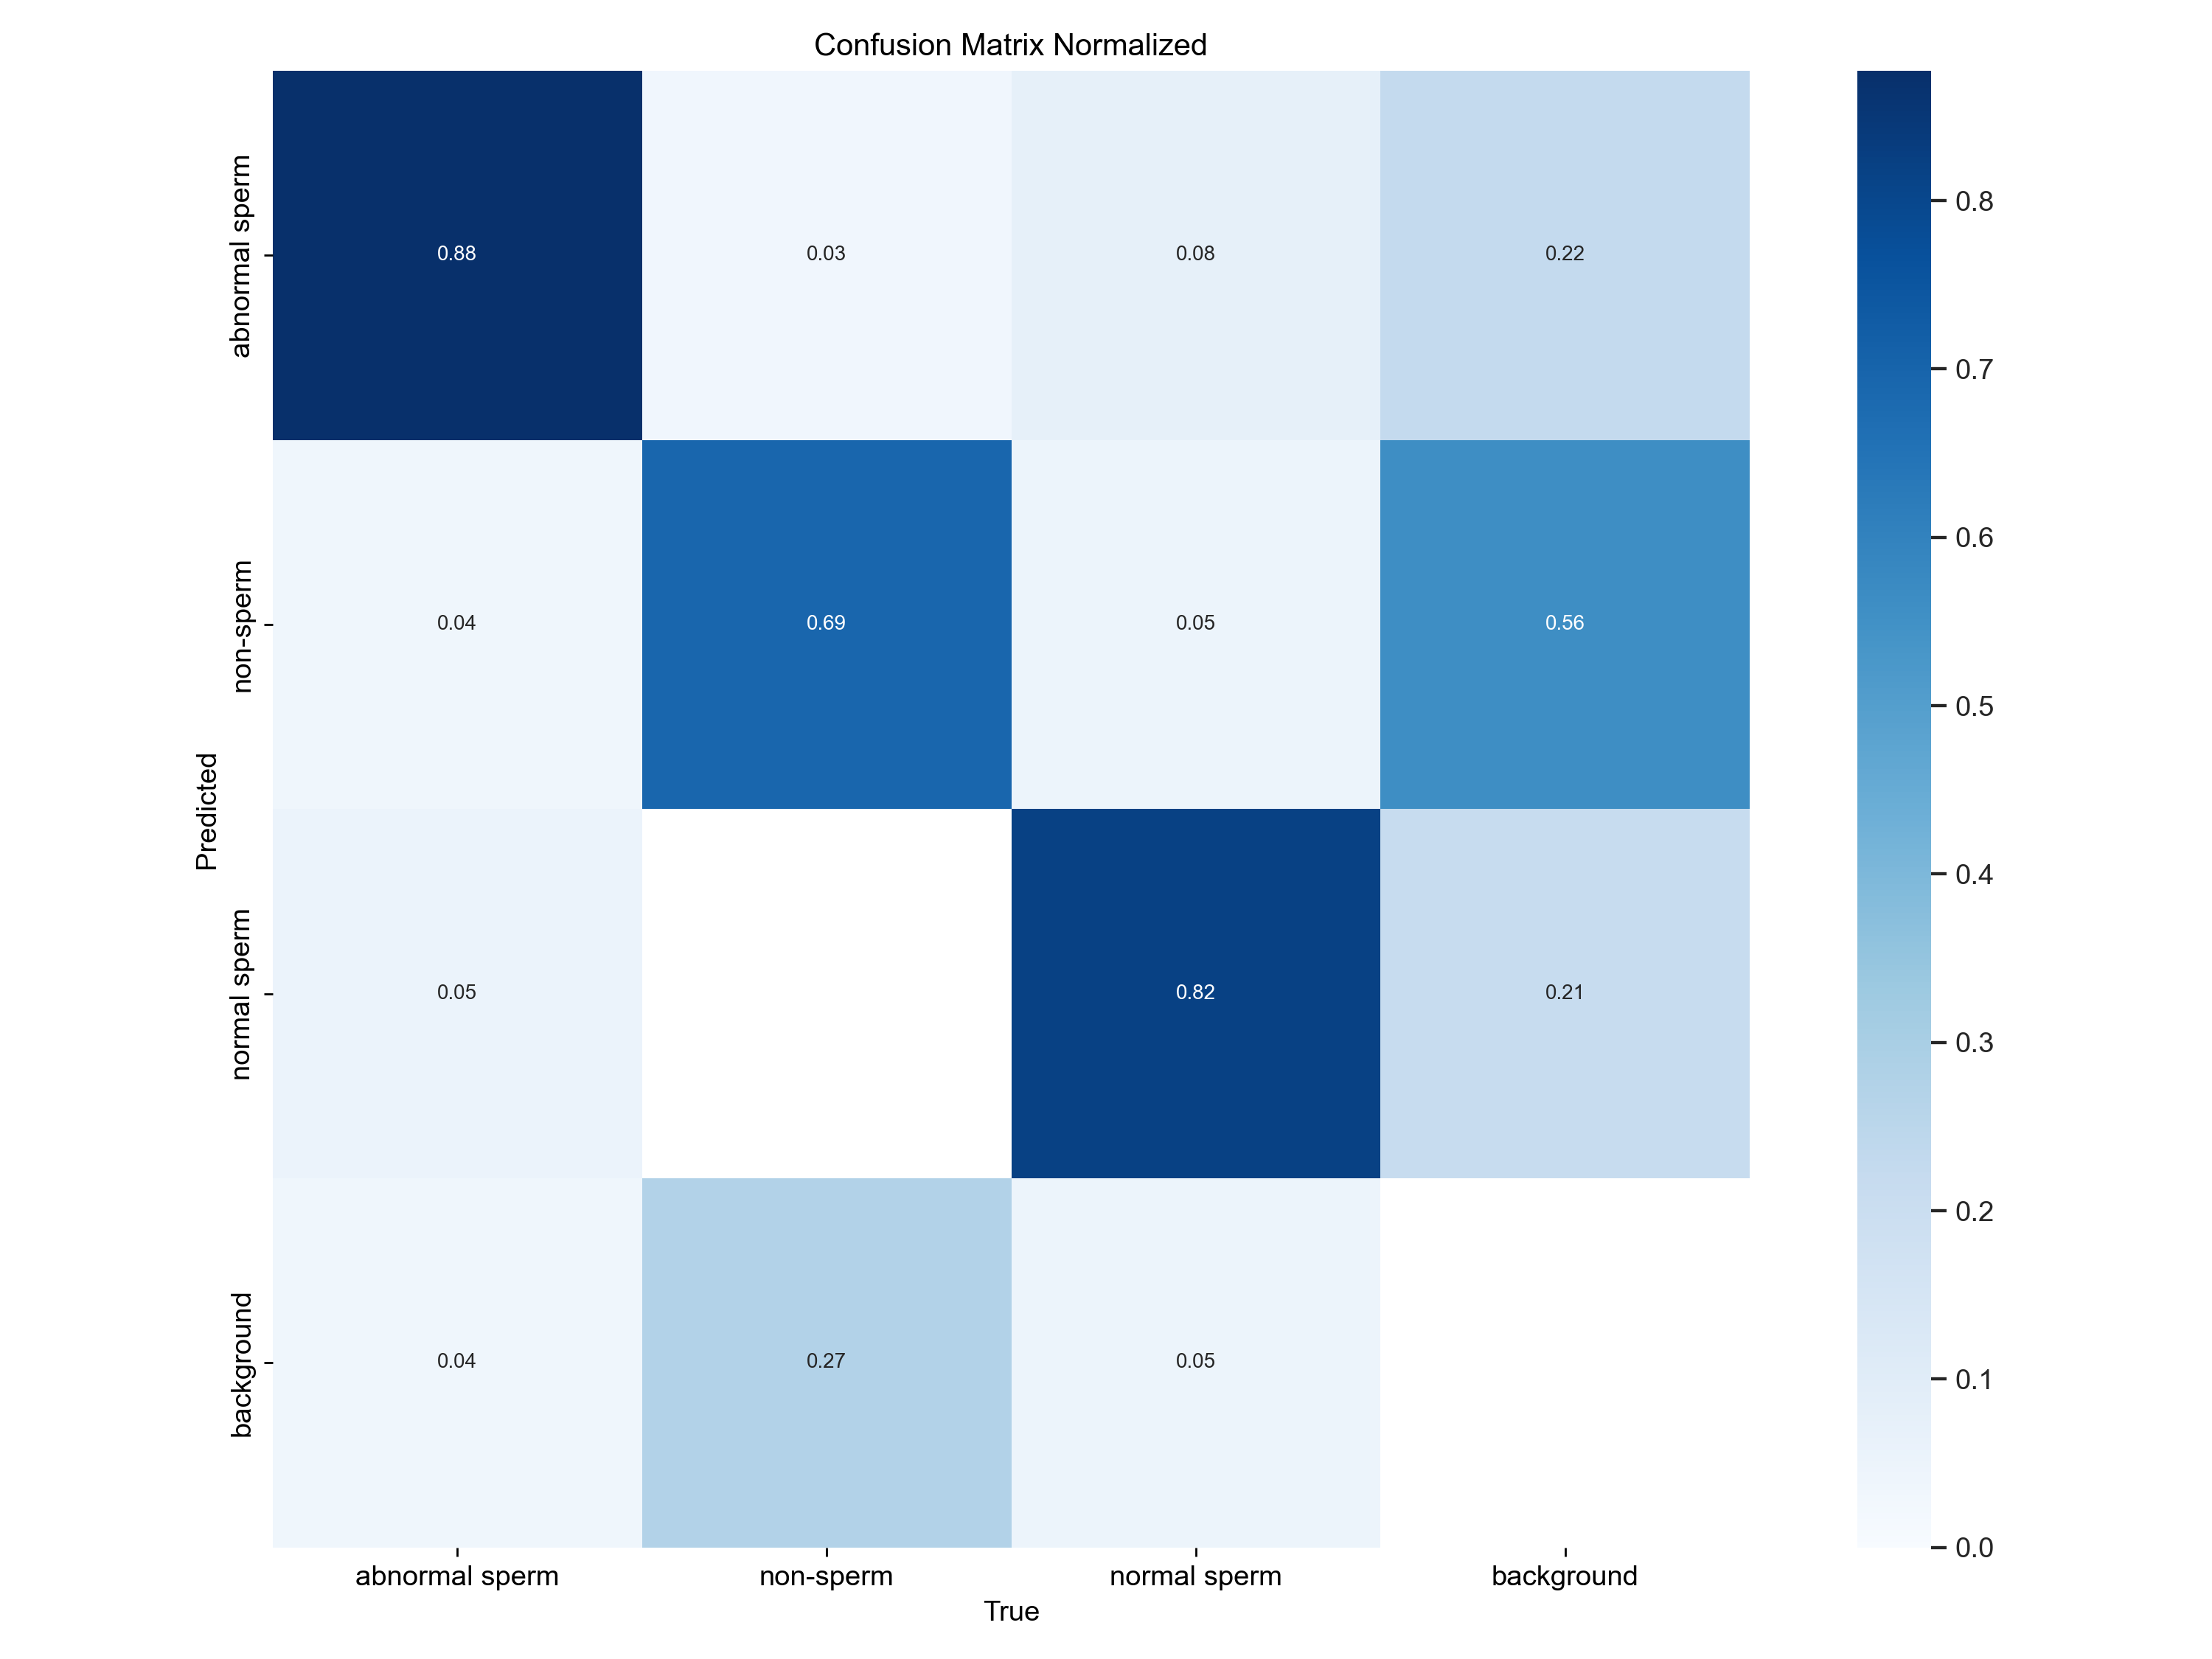 Confusion Matrix Normalized
abnormal sperm
0.88
0.03
0.08
0.22
non-sperm
0.04
0.69
0.05
0.56
normal sperm
0.05
0.82
0.21
background
0.04
0.27
0.05
Predicted
abnormal sperm
non-sperm
normal sperm
background
True
0.8
0.7
0.6
0.5
0.4
0.3
0.2
0.1
0.0